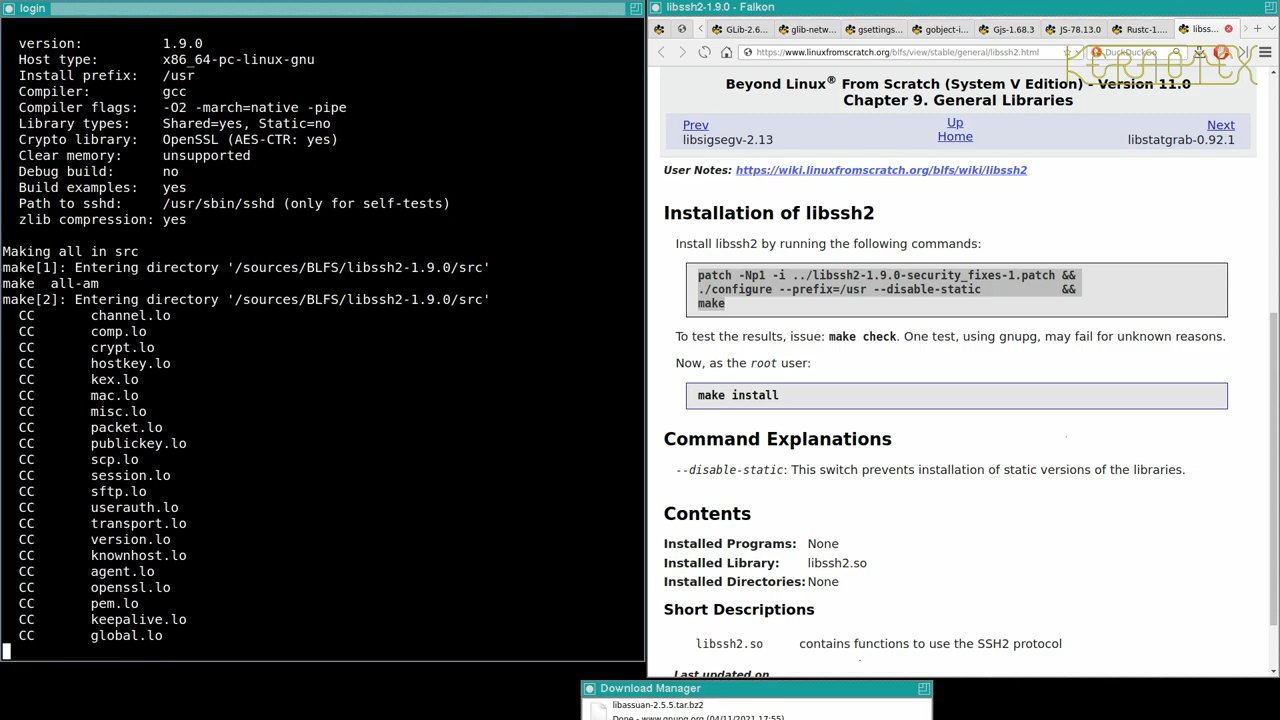 login
version: 1.9.0
Host type: x86_64-pc-linux-gnu
Install prefix: /usr
Compiler: gcc
Compiler flags: -O2 -march=native -pipe
Library types: Shared=yes, Static=no
Crypto library: OpenSSL (AES-CTR: yes)
Clear memory: unsupported
Debug build: no
Build examples: yes
Path to sshd: /usr/sbin/sshd (only for self-tests)
zlib compression: yes
Making all in src
make[1]: Entering directory '/sources/BLFS/libssh2-1.9.0/src'
make  all-am
make[2]: Entering directory '/sources/BLFS/libssh2-1.9.0/src'
CC channel.lo
CC comp.lo
CC crypt.lo
CC hostkey.lo
CC kex.lo
CC mac.lo
CC misc.lo
CC packet.lo
CC publickey.lo
CC scp.lo
CC session.lo
CC sftp.lo
CC userauth.lo
CC transport.lo
CC version.lo
CC knownhost.lo
CC agent.lo
CC openssl.lo
CC pem.lo
CC keepalive.lo
CC global.lo
libssh2-1.9.0 - Falkon
GLib-2.6... glib-netw... gsettings... gobject-i... Gjs-1.68.3 JS-78.13.0 Rustc-1.... libss...
https://www.linuxfromscratch.org/blfs/view/stable/general/libssh2.html DuckDuckGo
KERNOTEX
Beyond Linux® From Scratch (System V Edition) - Version 11.0
Chapter 9. General Libraries
Prev Up Next
libsigsegv-2.13 Home libstatgrab-0.92.1
User Notes: https://wiki.linuxfromscratch.org/blfs/wiki/libssh2
Installation of libssh2
Install libssh2 by running the following commands:
patch -Np1 -i ../libssh2-1.9.0-security_fixes-1.patch &&
./configure --prefix=/usr --disable-static &&
make
To test the results, issue: make check. One test, using gnupg, may fail for unknown reasons.
Now, as the root user:
make install
Command Explanations
--disable-static: This switch prevents installation of static versions of the libraries.
Contents
Installed Programs: None
Installed Library: libssh2.so
Installed Directories: None
Short Descriptions
libssh2.so contains functions to use the SSH2 protocol
Last updated on
Download Manager
libassuan-2.5.5.tar.bz2
Done - www.gnupg.org (04/11/2021 17:55)